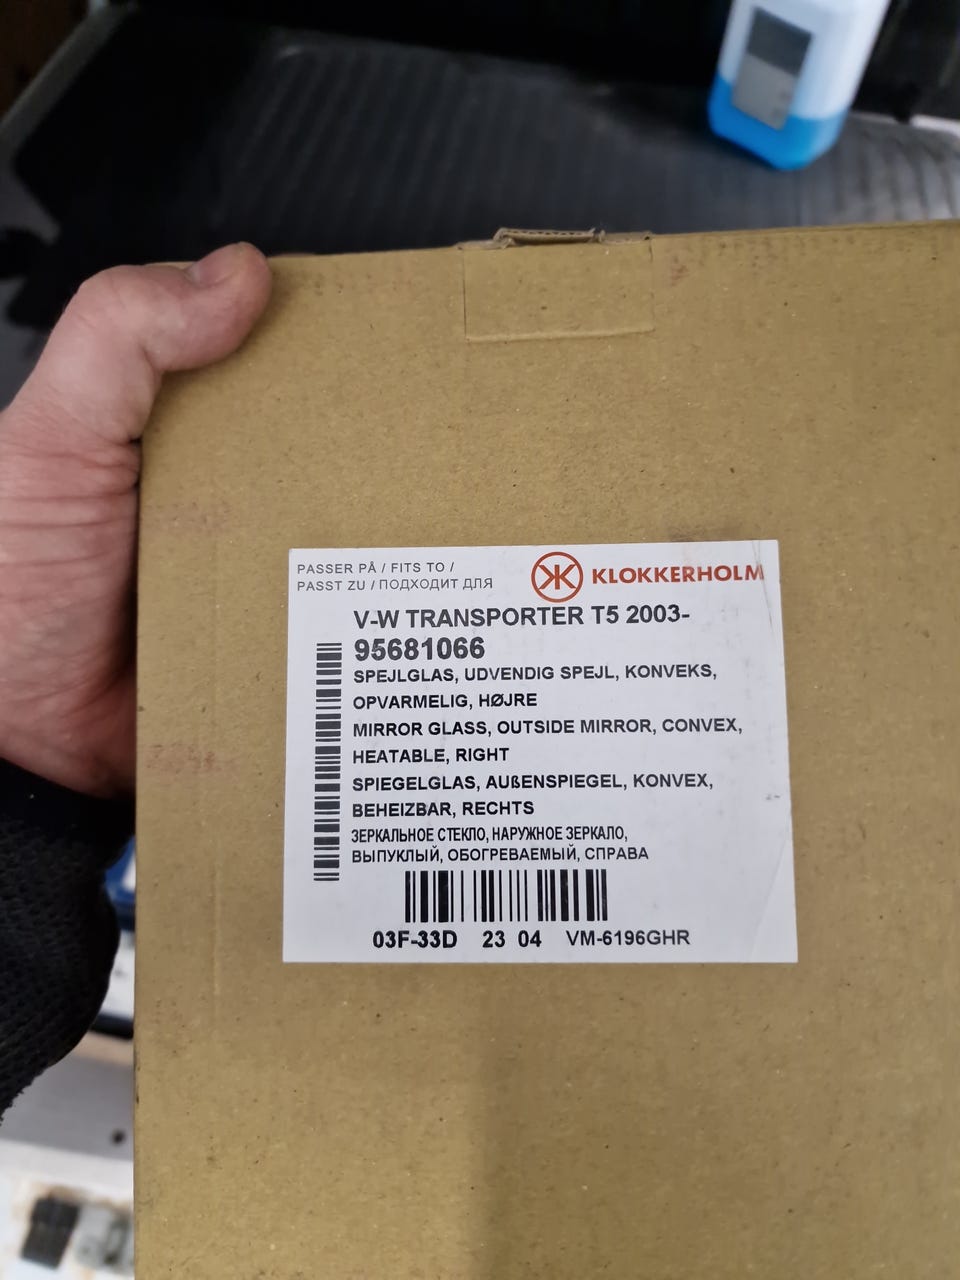 PASSER PÅ / FITS TO /
PASST ZU / ПОДХОДИТ ДЛЯ
KLOKKERHOLM
V-W TRANSPORTER T5 2003-
95681066
SPEJLGLAS, UDVENDIG SPEJL, KONVEKS,
OPVARMELIG, HØJRE
MIRROR GLASS, OUTSIDE MIRROR, CONVEX,
HEATABLE, RIGHT
SPIEGELGLAS, AUßENSPIEGEL, KONVEX,
BEHEIZBAR, RECHTS
ЗЕРКАЛЬНОЕ СТЕКЛО, НАРУЖНОЕ ЗЕРКАЛО,
ВЫПУКЛЫЙ, ОБОГРЕВАЕМЫЙ, СПРАВА
03F-33D 23 04 VM-6196GHR